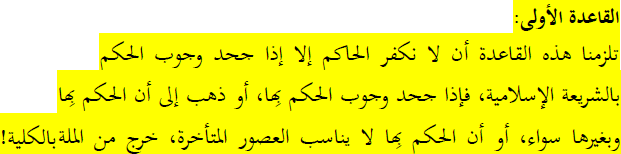 القاعدة الأولى:
تلزمنا هذه القاعدة أن لا نكفر الحاكم إلا إذا جحد وجوب الحكم
بالشريعة الإسلامية، فإذا جحد وجوب الحكم بها، أو ذهب إلى أن الحكم بها
وبغيرها سواء، أو أن الحكم بها لا يناسب العصور المتأخرة، خرج من الملة بالكلية!